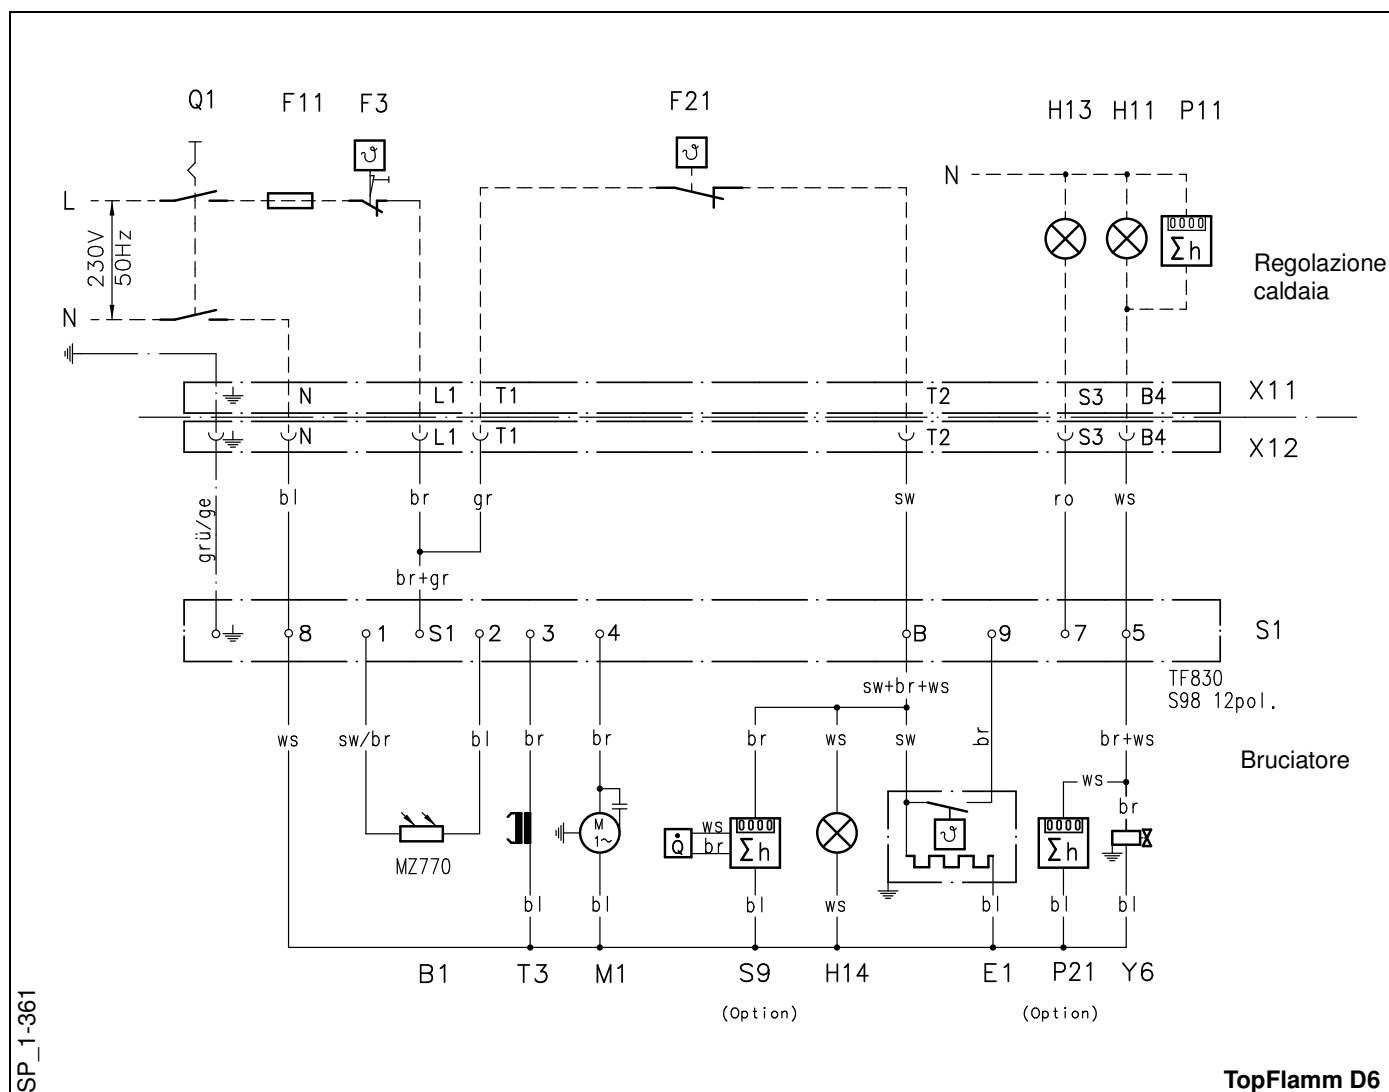 Q1 F11 F3 F21 H13 H11 P11
ϑ ϑ
L N
0000
Σh
230V
50Hz
Regolazione
caldaia
N
N L1 T1 T2 S3 B4 X11
N L1 T1 T2 S3 B4 X12
grü/ge bl br gr sw ro ws
br+gr
8 1 S1 2 3 4 B 9 7 5 S1
TF830
S98 12pol.
sw+br+ws
ws sw/br bl br br br ws sw br br+ws
Bruciatore
ws
br
M
1~
Q̇
ws
br
0000
Σh
ϑ
0000
Σh
MZ770
bl bl bl ws bl bl bl
B1 T3 M1 S9 H14 E1 P21 Y6
(Option) (Option)
SP_1-361
TopFlamm D6